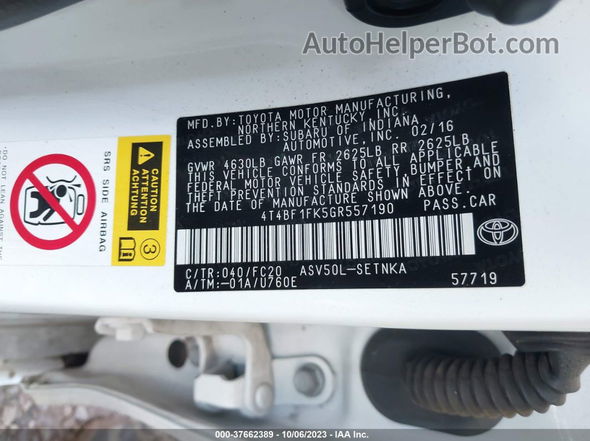 AutoHelperBot.com
MFD. BY: TOYOTA MOTOR MANUFACTURING,
NORTHERN KENTUCKY, INC.
ASSEMBLED BY: SUBARU OF INDIANA
AUTOMOTIVE, INC. 02/16
GVWR 4630LB GAWR FR 2625LB RR 2625LB
THIS VEHICLE CONFORMS TO ALL APPLICABLE
FEDERAL MOTOR VEHICLE SAFETY, BUMPER, AND
THEFT PREVENTION STANDARDS IN EFFECT ON
THE DATE OF MANUFACTURE SHOWN ABOVE.
4T4BF1FK5GR557190 PASS.CAR
C/TR:040/FC20 ASV50L-SETNKA
A/TM:-01A/U760E 57719
TOYOTA
SRS SIDE AIRBAG
CAUTION
ATTENTION
ACHTUNG
3
000-37662389 - 10/06/2023 - IAA Inc.